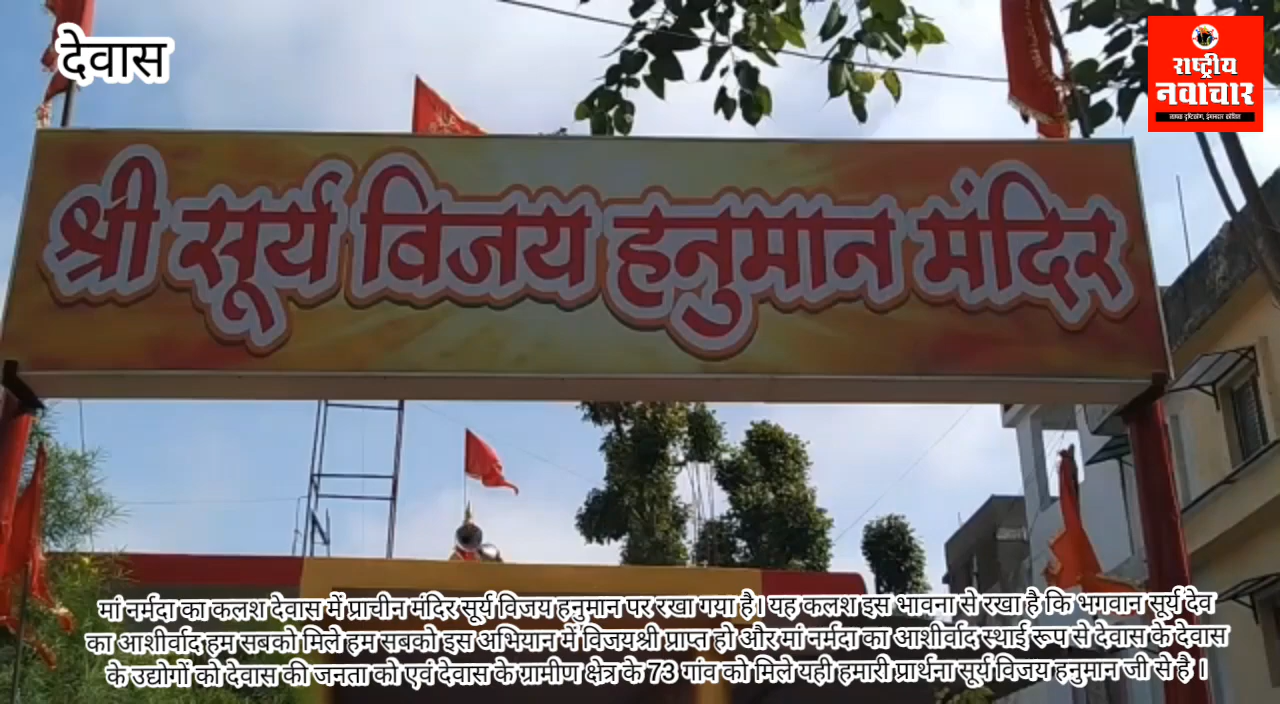 देवास
राष्ट्रीय
नवाचार
श्री सूर्य विजय हनुमान मंदिर
मां नर्मदा का कलश देवास में प्राचीन मंदिर सूर्य विजय हनुमान पर रखा गया है। यह कलश इस भावना से रखा है कि भगवान सूर्य देव
का आशीर्वाद हम सबको मिले हम सबको इस अभियान में विजयश्री प्राप्त हो और मां नर्मदा का आशीर्वाद स्थाई रूप से देवास के देवास
के उद्योगों को देवास की जनता को एवं देवास के ग्रामीण क्षेत्र के 73 गांव को मिले यही हमारी प्रार्थना सूर्य विजय हनुमान जी से है ।